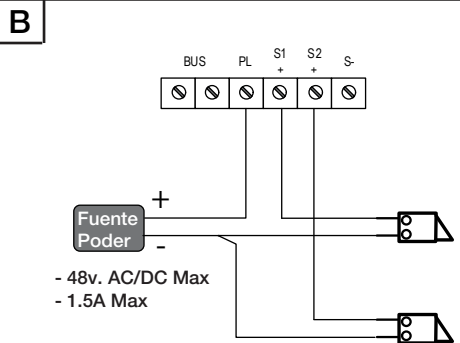 B
BUS PL S1 S2 S-
+ +
+
Fuente
Poder
-
- 48v. AC/DC Max
- 1.5A Max